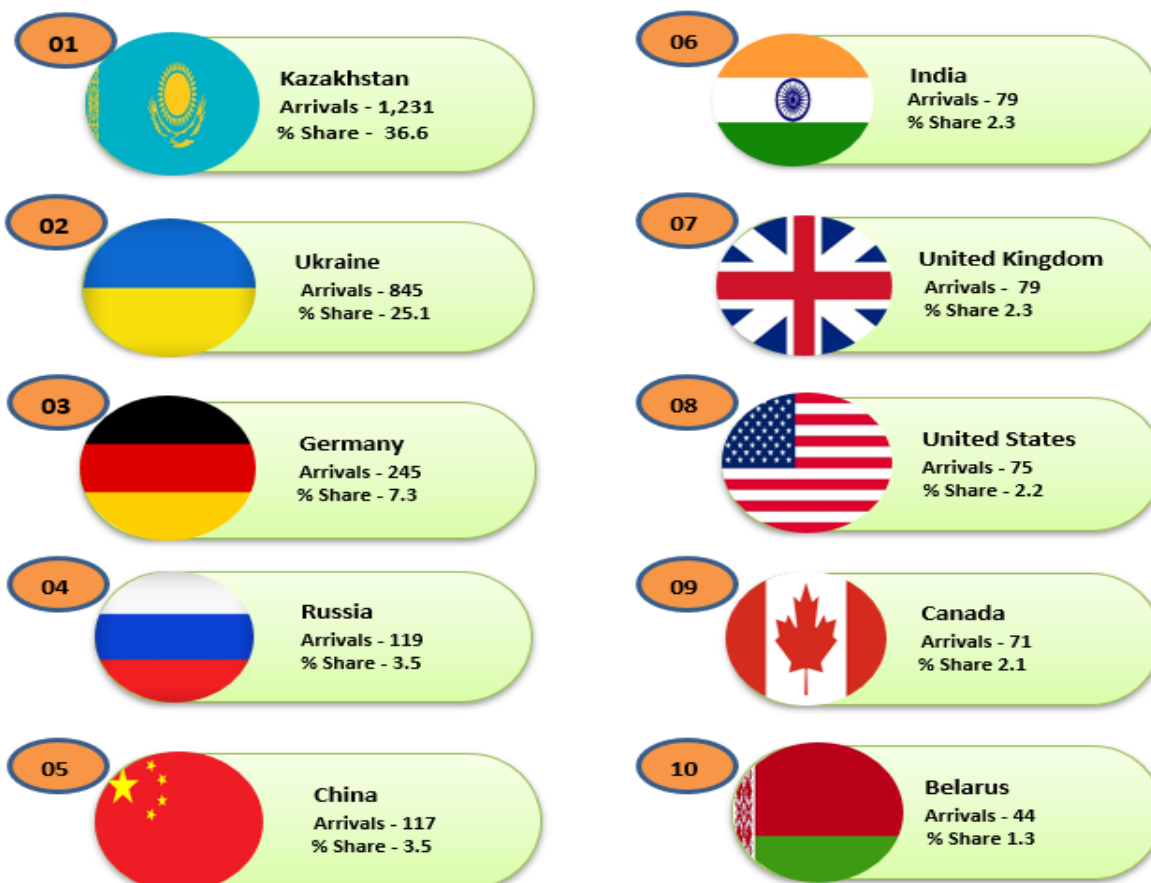 01
Kazakhstan
Arrivals - 1,231
% Share -  36.6
02
Ukraine
Arrivals - 845
% Share - 25.1
03
Germany
Arrivals - 245
% Share - 7.3
04
Russia
Arrivals - 119
% Share - 3.5
05
China
Arrivals - 117
% Share - 3.5
06
India
Arrivals - 79
% Share 2.3
07
United Kingdom
Arrivals -  79
% Share 2.3
08
United States
Arrivals - 75
% Share - 2.2
09
Canada
Arrivals - 71
% Share 2.1
10
Belarus
Arrivals - 44
% Share 1.3